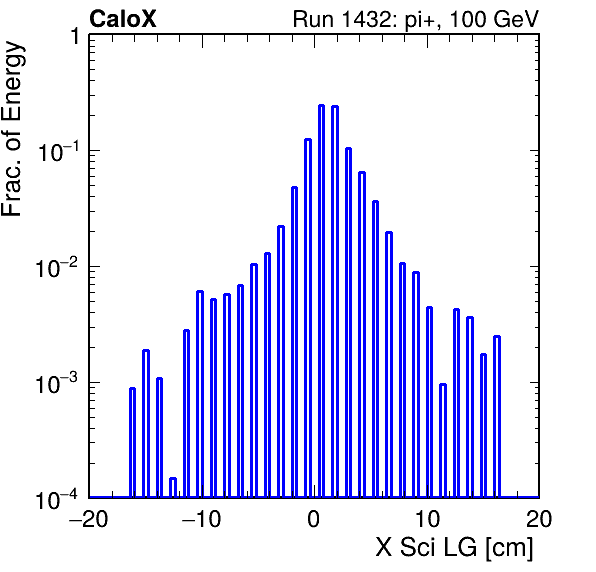 CaloX Run 1432: pi+, 100 GeV
Frac. of Energy
1
10⁻¹
10⁻²
10⁻³
10⁻⁴
−20 −10 0 10 20
X Sci LG [cm]